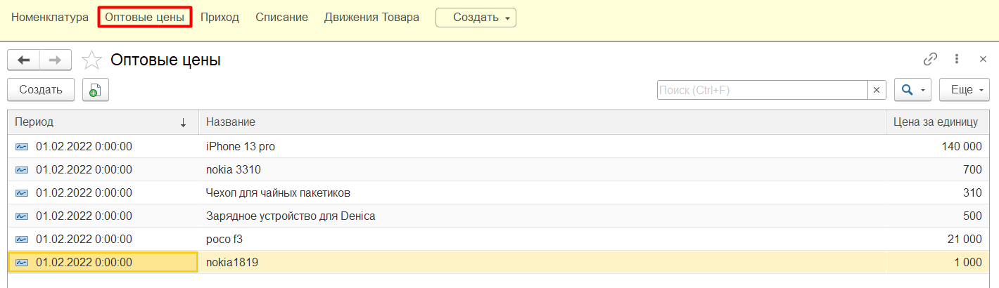 Номенклатура Оптовые цены Приход Списание Движения Товара Создать
Оптовые цены
Создать Поиск (Ctrl+F) Еще
Период Название Цена за единицу
01.02.2022 0:00:00 iPhone 13 pro 140 000
01.02.2022 0:00:00 nokia 3310 700
01.02.2022 0:00:00 Чехол для чайных пакетиков 310
01.02.2022 0:00:00 Зарядное устройство для Deнica 500
01.02.2022 0:00:00 poco f3 21 000
01.02.2022 0:00:00 nokia1819 1 000